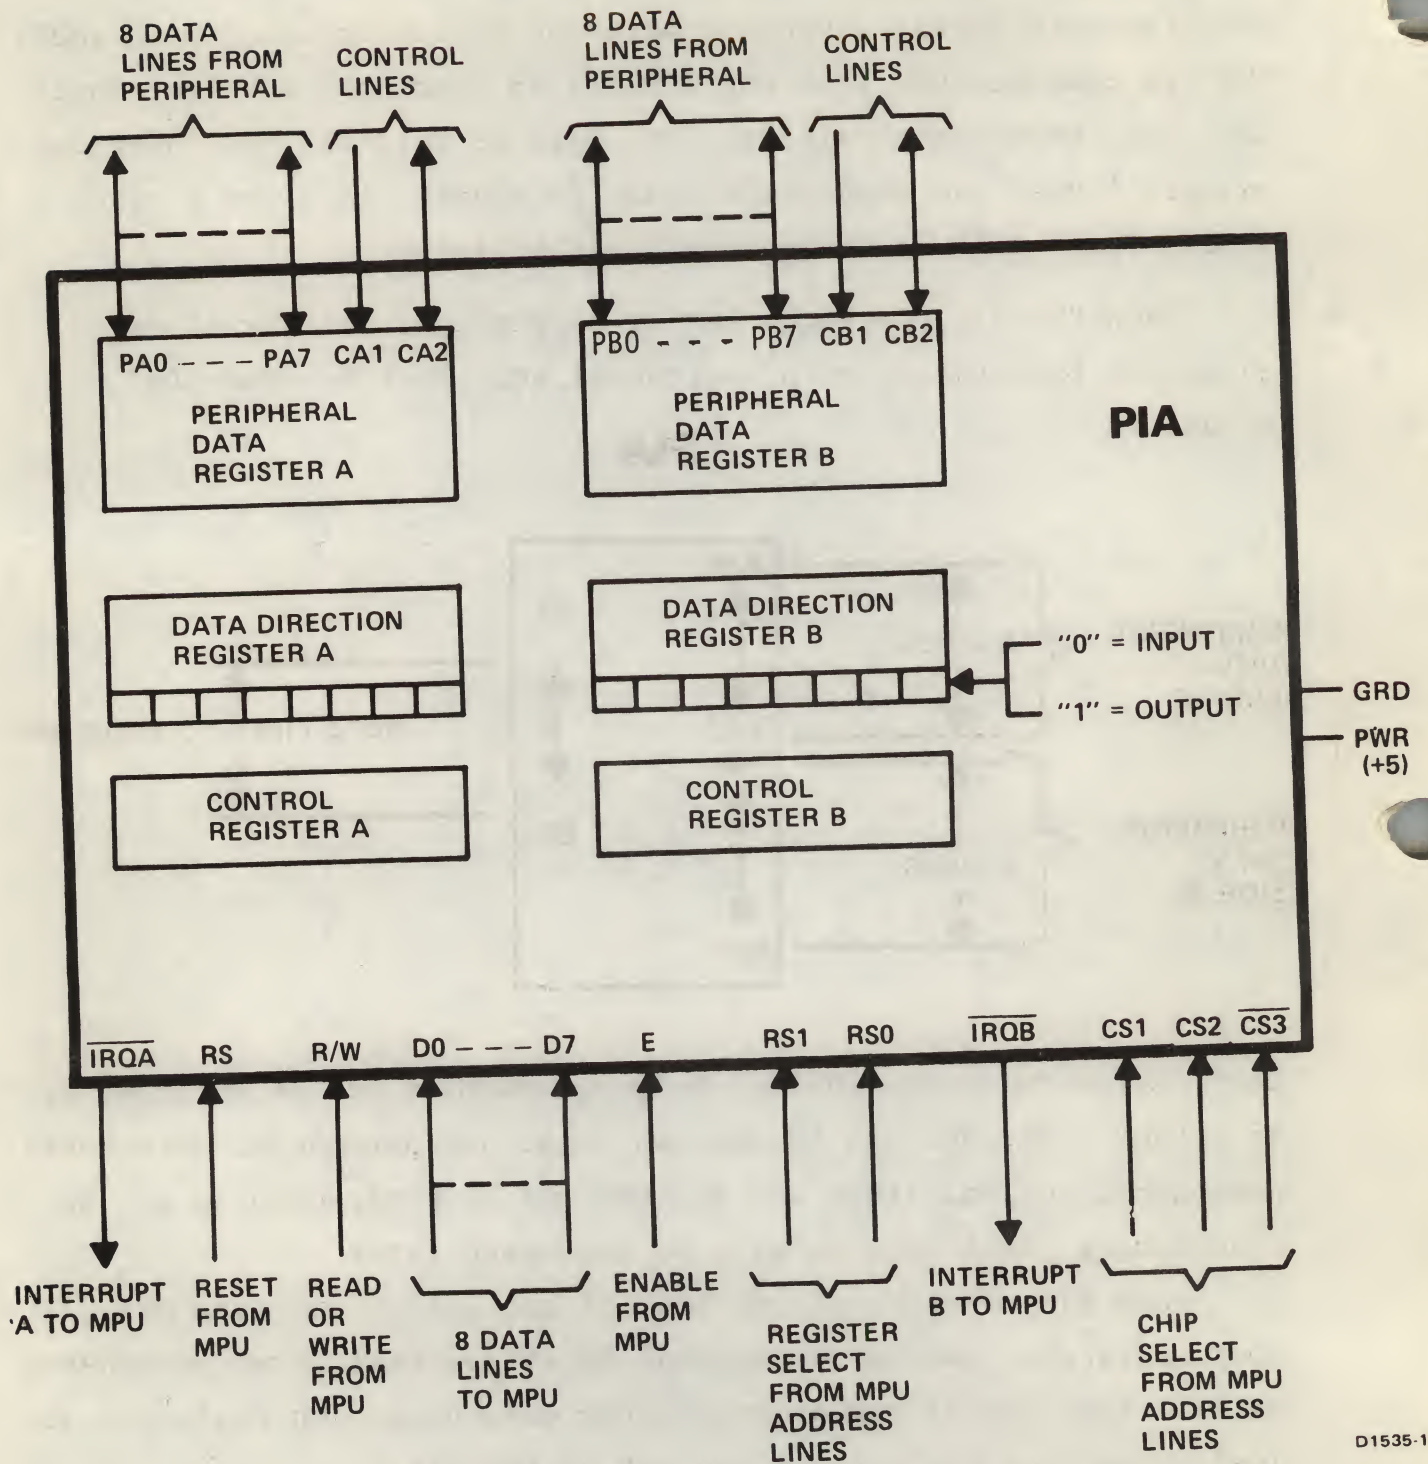 8 DATA
LINES FROM
PERIPHERAL
CONTROL
LINES
8 DATA
LINES FROM
PERIPHERAL
CONTROL
LINES
PA0 - - - PA7 CA1 CA2
PERIPHERAL
DATA
REGISTER A
PB0 - - - PB7 CB1 CB2
PERIPHERAL
DATA
REGISTER B
PIA
DATA DIRECTION
REGISTER A
DATA DIRECTION
REGISTER B
"0" = INPUT
"1" = OUTPUT
GRD
PWR
(+5)
CONTROL
REGISTER A
CONTROL
REGISTER B
IRQA RS R/W D0 - - - D7 E RS1 RS0 IRQB CS1 CS2 CS3
INTERRUPT
A TO MPU
RESET
FROM
MPU
READ
OR
WRITE
FROM
MPU
8 DATA
LINES
TO MPU
ENABLE
FROM
MPU
REGISTER
SELECT
FROM MPU
ADDRESS
LINES
INTERRUPT
B TO MPU
CHIP
SELECT
FROM MPU
ADDRESS
LINES
D1535-1